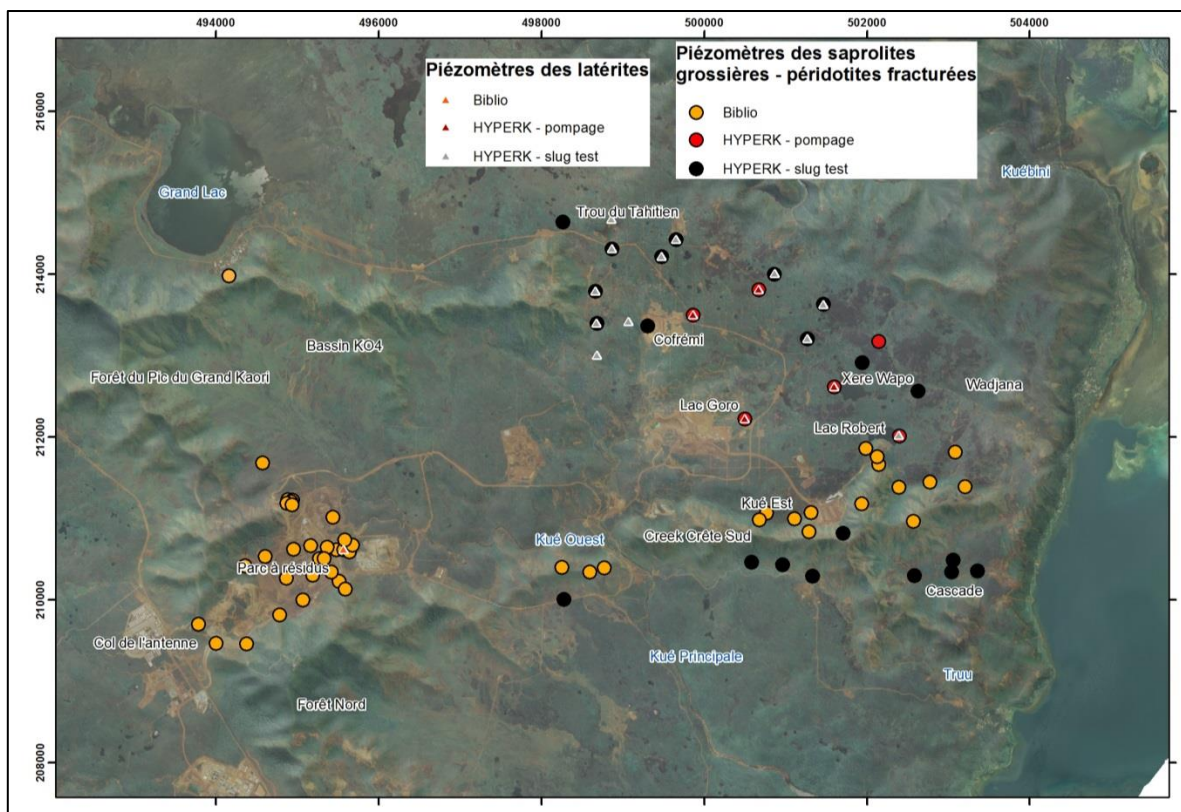 494000 496000 498000 500000 502000 504000
Piézomètres des latérites
Biblio
HYPERK - pompage
HYPERK - slug test
Piézomètres des saprolites
grossières - péridotites fracturées
Biblio
HYPERK - pompage
HYPERK - slug test
216000
214000
212000
210000
208000
Kuébini
Grand Lac
Trou du Tahitien
Cofrémi
Bassin KO4
Forêt du Pic du Grand Kaori
Xere Wapo
Wadjana
Lac Goro
Lac Robert
Kué Est
Creek Crête Sud
Kué Ouest
Parc à résidus
Cascade
Col de l'antenne
Kué Principale
Truu
Forêt Nord